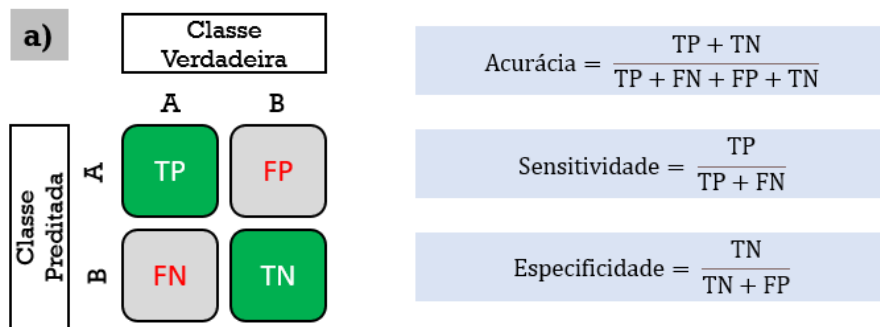 a)
Classe
Verdadeira
A B
Classe
Preditada
A
TP FP
B
FN TN
Acurácia = TP + TN / TP + FN + FP + TN
Sensitividade = TP / TP + FN
Especificidade = TN / TN + FP